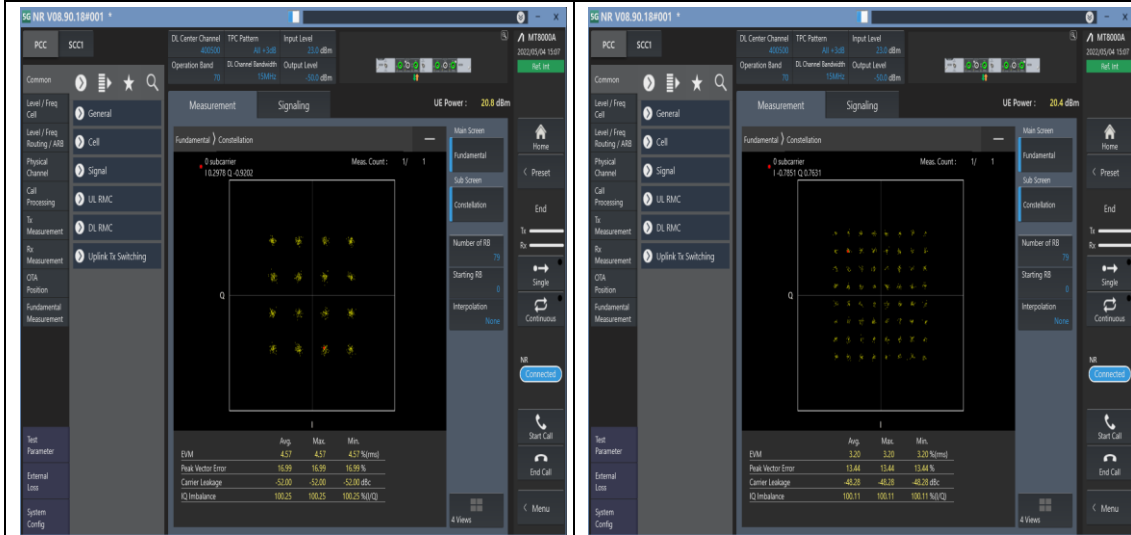 5G NR V08.90.18#001 *
PCC SCC1
DL Center Channel TPC Pattern Input Level
400500 All +3dB 23.0 dBm
Operation Band DL Channel Bandwidth Output Level
70 15MHz -50.0 dBm
MT8000A
2022/05/04 15:07
Ref. Int
Common
Level / Freq
Cell
Level / Freq
Routing / ARB
Physical
Channel
Call
Processing
Tx
Measurement
Rx
Measurement
OTA
Position
Fundamental
Measurement
Test
Parameter
External
Loss
System
Config
General
Cell
Signal
UL RMC
DL RMC
Uplink Tx Switching
Measurement Signaling
UE Power : 20.8 dBm
Fundamental Constellation
0 subcarrier Meas. Count : 1/ 1
I 0.2978 Q -0.9202
Q
I
Avg. Max. Min.
EVM 4.57 4.57 4.57 %(rms)
Peak Vector Error 16.99 16.99 16.99 %
Carrier Leakage -52.00 -52.00 -52.00 dBc
IQ Imbalance 100.25 100.25 100.25 %(I/Q)
Main Screen
Fundamental
Sub Screen
Constellation
Number of RB
79
Starting RB
0
Interpolation
None
4 Views
Home
Preset
End
Tx
Rx
Single
Continuous
NR
Connected
Start Call
End Call
Menu
5G NR V08.90.18#001 *
PCC SCC1
DL Center Channel TPC Pattern Input Level
400500 All +3dB 23.0 dBm
Operation Band DL Channel Bandwidth Output Level
70 15MHz -50.0 dBm
MT8000A
2022/05/04 15:07
Ref. Int
Common
Level / Freq
Cell
Level / Freq
Routing / ARB
Physical
Channel
Call
Processing
Tx
Measurement
Rx
Measurement
OTA
Position
Fundamental
Measurement
Test
Parameter
External
Loss
System
Config
General
Cell
Signal
UL RMC
DL RMC
Uplink Tx Switching
Measurement Signaling
UE Power : 20.4 dBm
Fundamental Constellation
0 subcarrier Meas. Count : 1/ 1
I -0.7851 Q 0.7631
Q
I
Avg. Max. Min.
EVM 3.20 3.20 3.20 %(rms)
Peak Vector Error 13.44 13.44 13.44 %
Carrier Leakage -48.28 -48.28 -48.28 dBc
IQ Imbalance 100.11 100.11 100.11 %(I/Q)
Main Screen
Fundamental
Sub Screen
Constellation
Number of RB
79
Starting RB
0
Interpolation
None
4 Views
Home
Preset
End
Tx
Rx
Single
Continuous
NR
Connected
Start Call
End Call
Menu